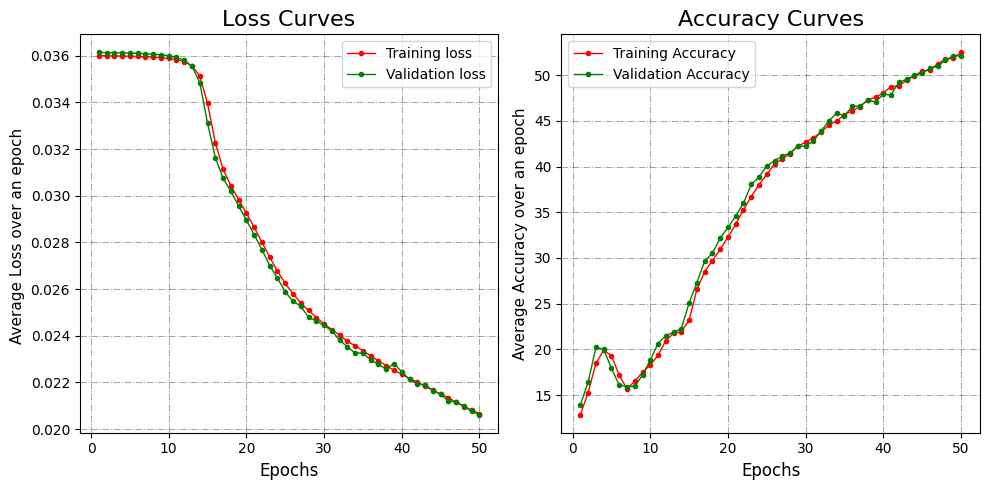 Loss Curves
Average Loss over an epoch
0.036
0.034
0.032
0.030
0.028
0.026
0.024
0.022
0.020
Training loss
Validation loss
0 10 20 30 40 50
Epochs
Accuracy Curves
Average Accuracy over an epoch
50
45
40
35
30
25
20
15
Training Accuracy
Validation Accuracy
0 10 20 30 40 50
Epochs